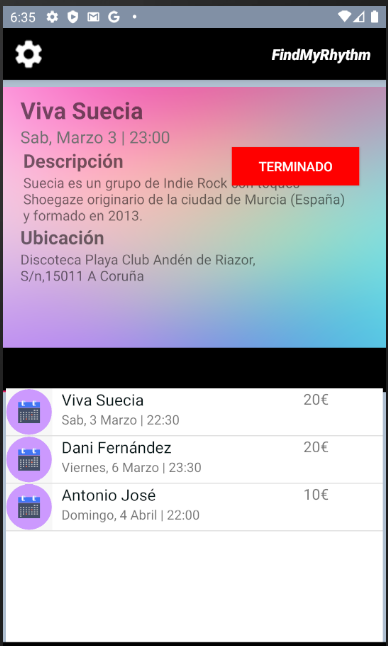 6:35
FindMyRhythm
Viva Suecia
Sab, Marzo 3 | 23:00
Descripción
TERMINADO
Suecia es un grupo de Indie Rock con toques
Shoegaze originario de la ciudad de Murcia (España)
y formado en 2013.
Ubicación
Discoteca Playa Club Andén de Riazor,
S/n,15011 A Coruña
Viva Suecia 20€
Sab, 3 Marzo | 22:30
Dani Fernández 20€
Viernes, 6 Marzo | 23:30
Antonio José 10€
Domingo, 4 Abril | 22:00